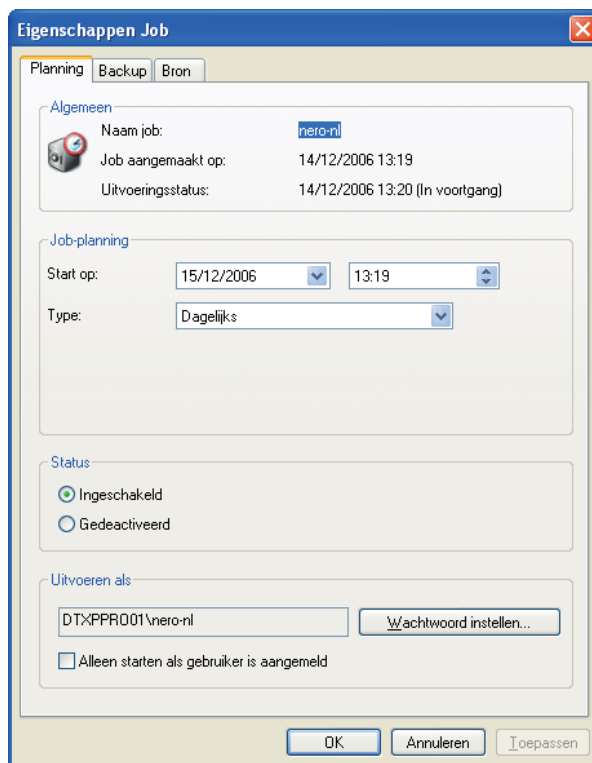 Eigenschappen Job
Planning Backup Bron
Algemeen
Naam job: nero-nl
Job aangemaakt op: 14/12/2006 13:19
Uitvoeringsstatus: 14/12/2006 13:20 (In voortgang)
Job-planning
Start op: 15/12/2006 13:19
Type: Dagelijks
Status
Ingeschakeld
Gedeactiveerd
Uitvoeren als
DTXPPRO01\nero-nl Wachtwoord instellen...
Alleen starten als gebruiker is aangemeld
OK Annuleren Toepassen